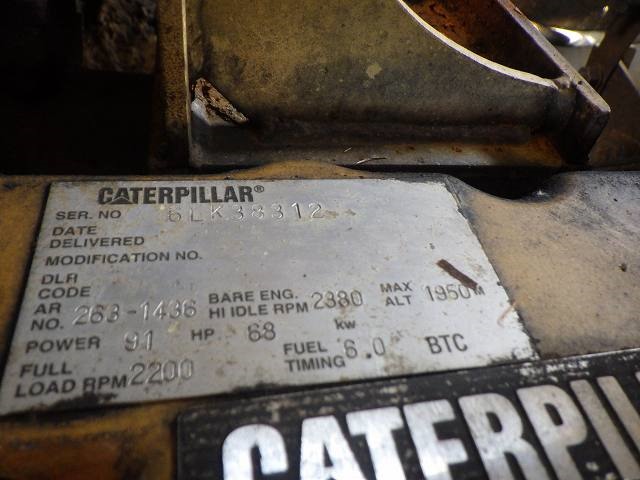 CATERPILLAR®
SER. NO 6LK38312
DATE
DELIVERED
MODIFICATION NO.
DLR
CODE
AR
NO. 263-1436 BARE ENG. HI IDLE RPM 2380 MAX ALT 1950M
POWER 91 HP 68 kw
FULL
LOAD RPM 2200 FUEL TIMING 6.0 BTC
CATERPIL